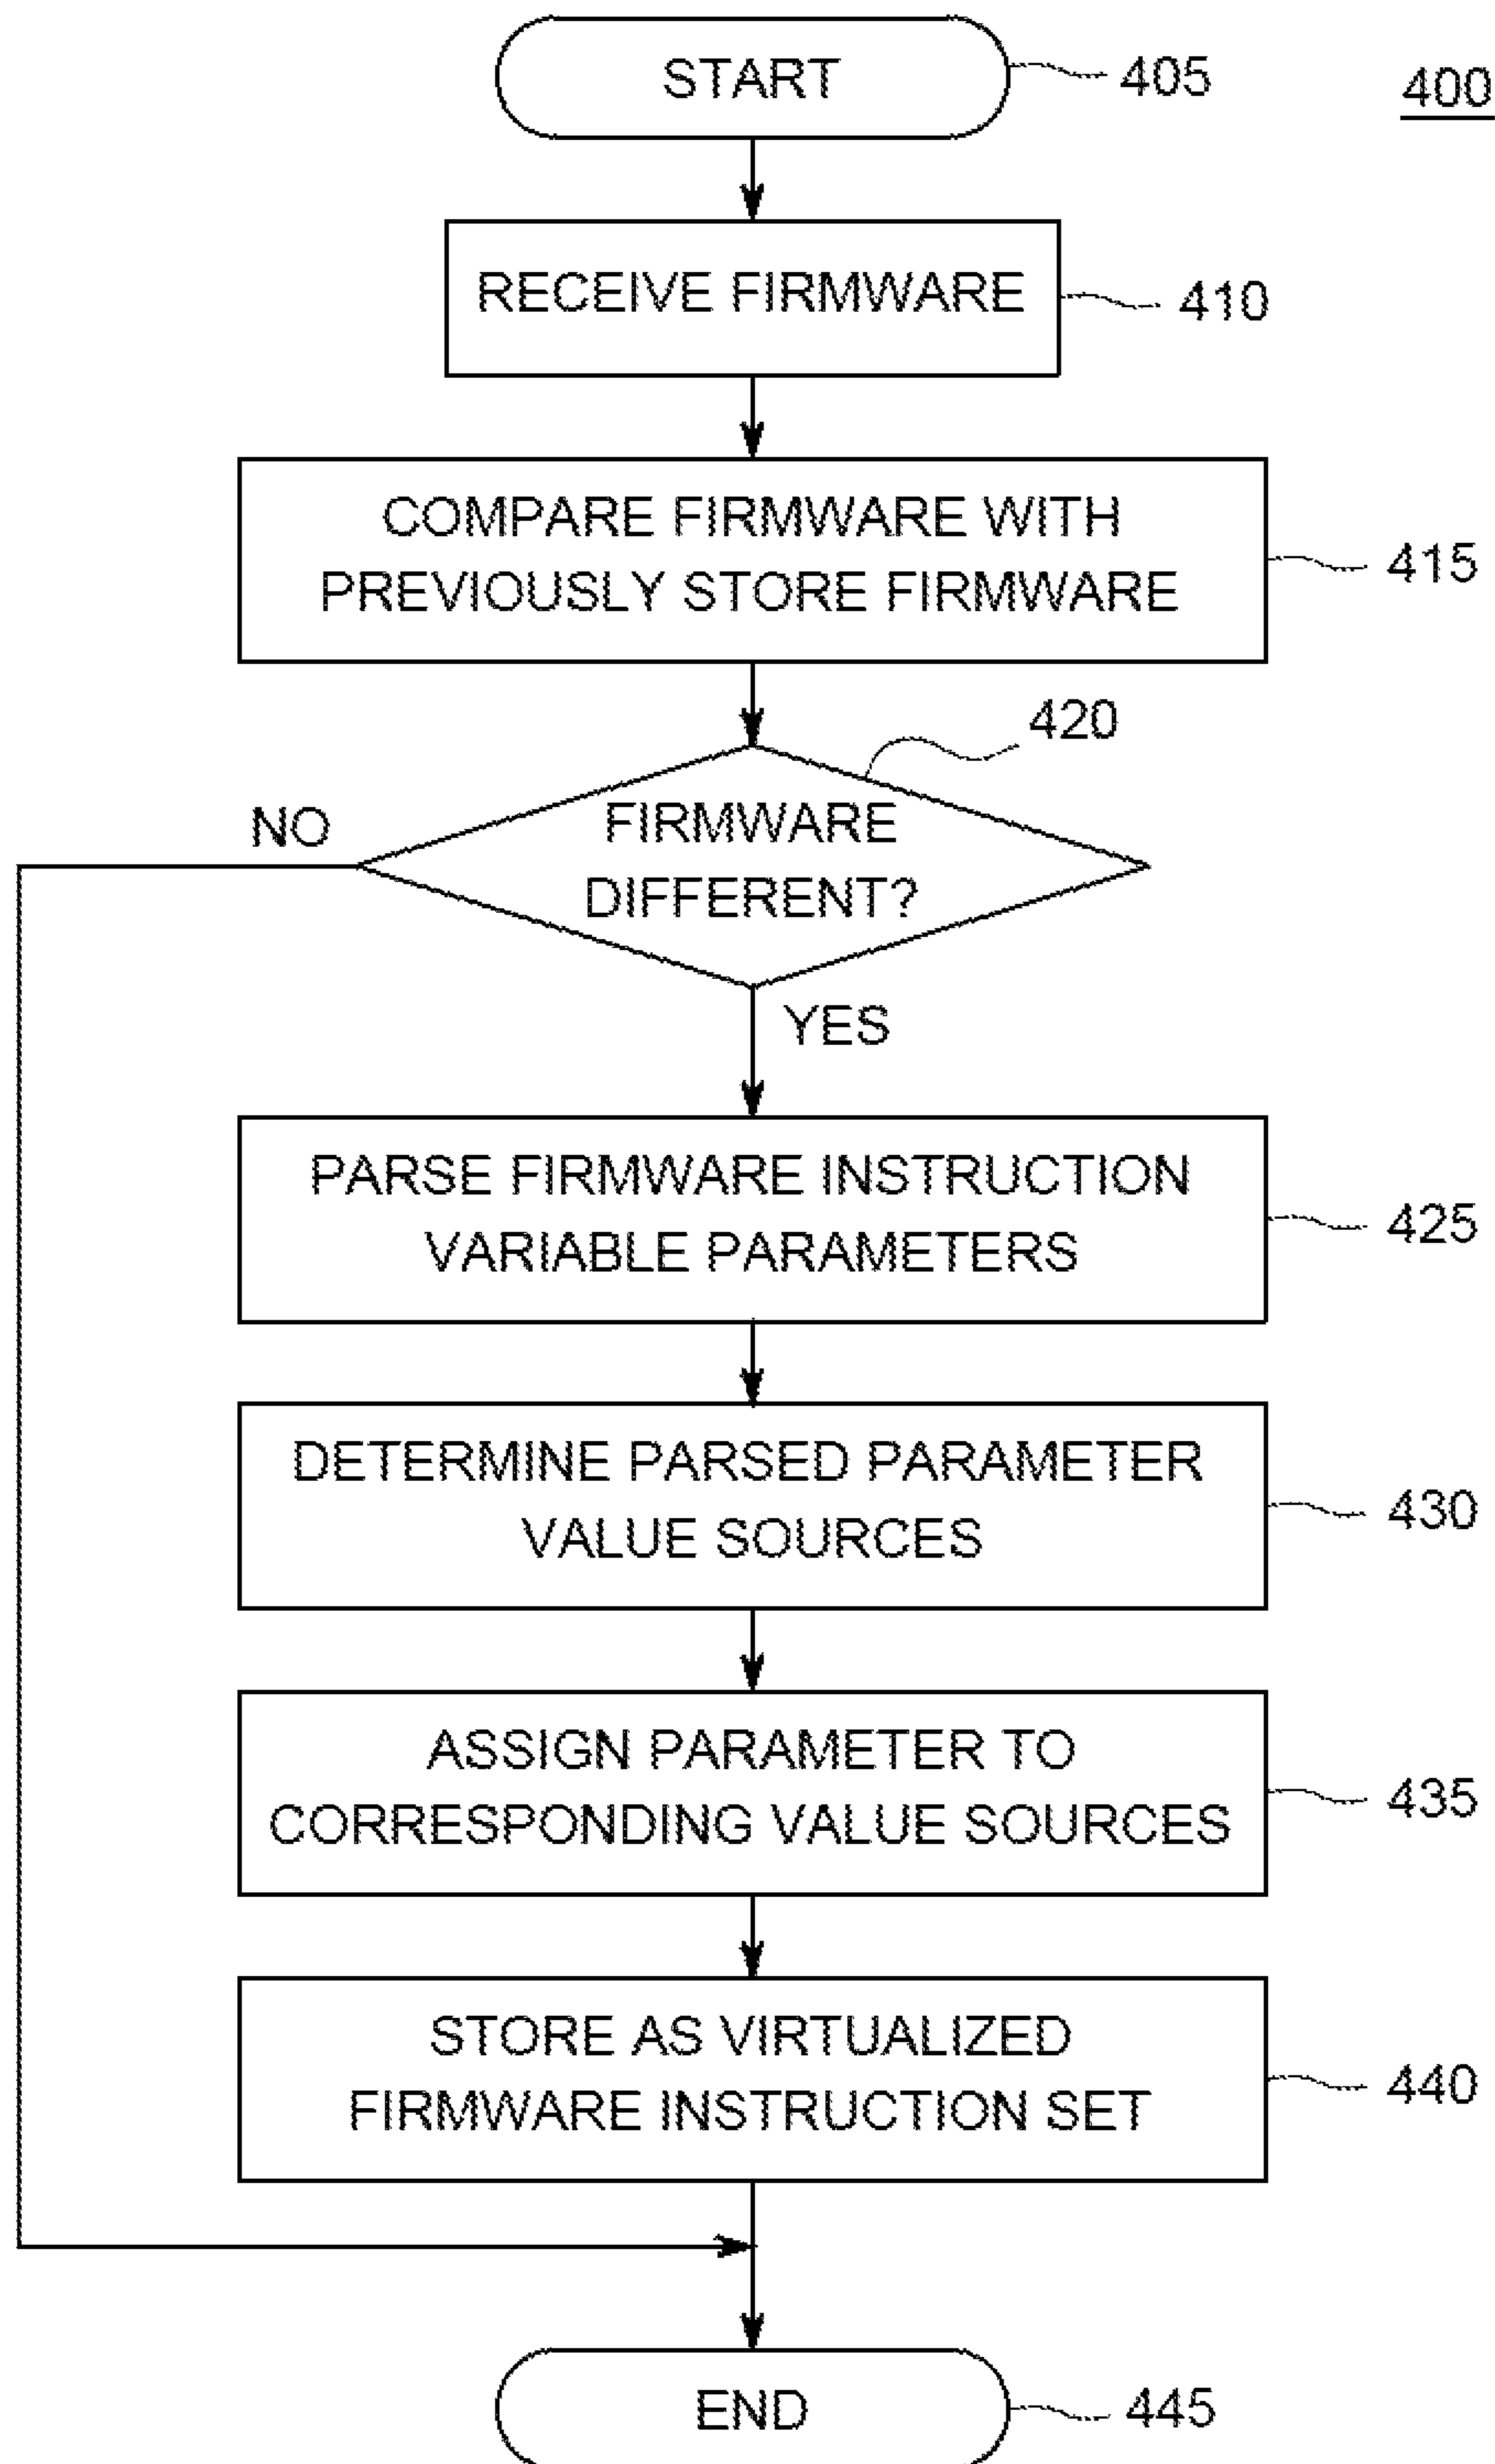 START
405
400
RECEIVE FIRMWARE
410
COMPARE FIRMWARE WITH
PREVIOUSLY STORE FIRMWARE
415
420
FIRMWARE
DIFFERENT?
NO
YES
PARSE FIRMWARE INSTRUCTION
VARIABLE PARAMETERS
425
DETERMINE PARSED PARAMETER
VALUE SOURCES
430
ASSIGN PARAMETER TO
CORRESPONDING VALUE SOURCES
435
STORE AS VIRTUALIZED
FIRMWARE INSTRUCTION SET
440
END
445